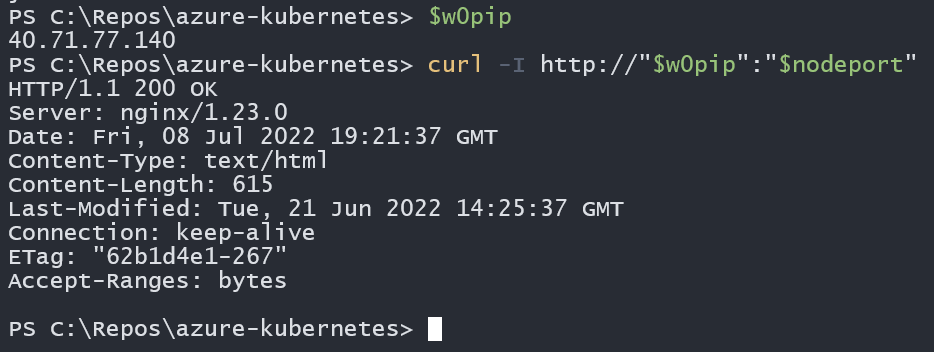 PS C:\Repos\azure-kubernetes> $w0pip
40.71.77.140
PS C:\Repos\azure-kubernetes> curl -I http://"$w0pip":"$nodeport"
HTTP/1.1 200 OK
Server: nginx/1.23.0
Date: Fri, 08 Jul 2022 19:21:37 GMT
Content-Type: text/html
Content-Length: 615
Last-Modified: Tue, 21 Jun 2022 14:25:37 GMT
Connection: keep-alive
ETag: "62b1d4e1-267"
Accept-Ranges: bytes
PS C:\Repos\azure-kubernetes>